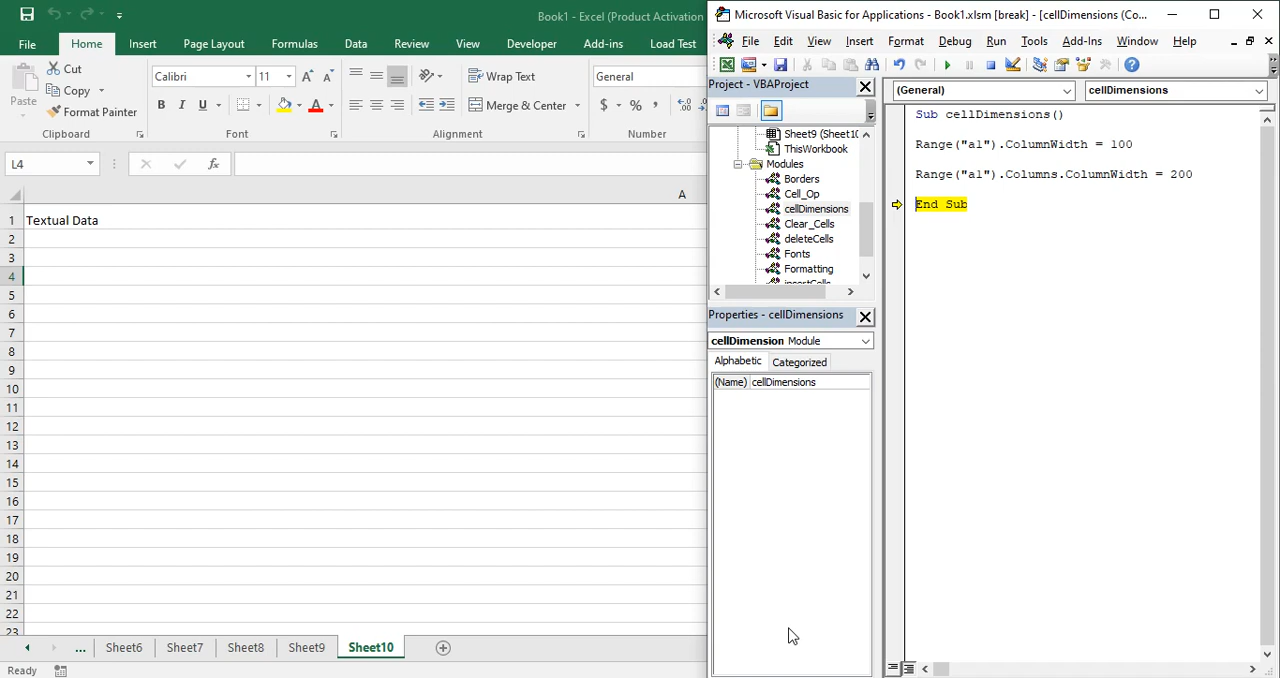 Book1 - Excel (Product Activation
File Home Insert Page Layout Formulas Data Review View Developer Add-ins Load Test
Paste
Cut
Copy
Format Painter
Clipboard
Calibri 11
B I U
Font
Wrap Text
Merge & Center
Alignment
General
$ % ,
Number
L4
fx
A
1 Textual Data
2
3
4
5
6
7
8
9
10
11
12
13
14
15
16
17
18
19
20
21
22
23
... Sheet6 Sheet7 Sheet8 Sheet9 Sheet10
Ready
Microsoft Visual Basic for Applications - Book1.xlsm [break] - [cellDimensions (Co...
File Edit View Insert Format Debug Run Tools Add-Ins Window Help
Project - VBAProject
Sheet9 (Sheet10
ThisWorkbook
Modules
Borders
Cell_Op
cellDimensions
Clear_Cells
deleteCells
Fonts
Formatting
insertCells
Properties - cellDimensions
cellDimension Module
Alphabetic Categorized
(Name) cellDimensions
(General) cellDimensions
Sub cellDimensions()
Range("a1").ColumnWidth = 100
Range("a1").Columns.ColumnWidth = 200
End Sub